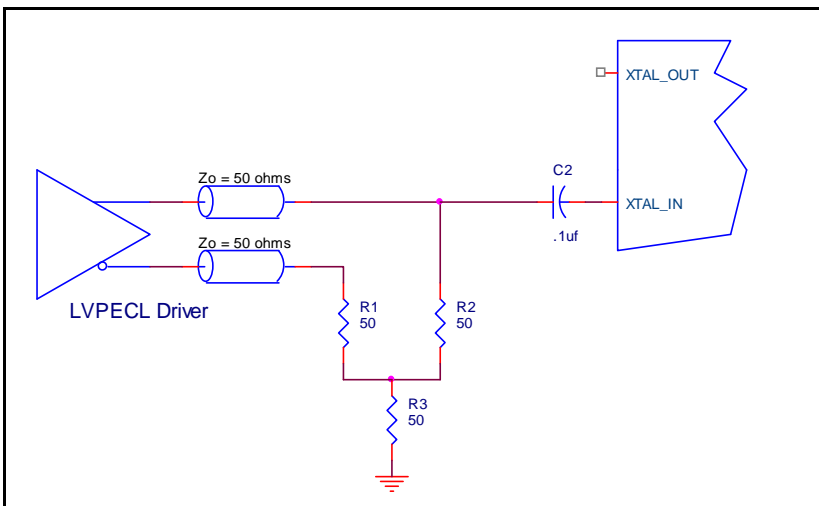 XTAL_OUT
Zo = 50 ohms
C2
XTAL_IN
.1uf
Zo = 50 ohms
LVPECL Driver
R1
50
R2
50
R3
50